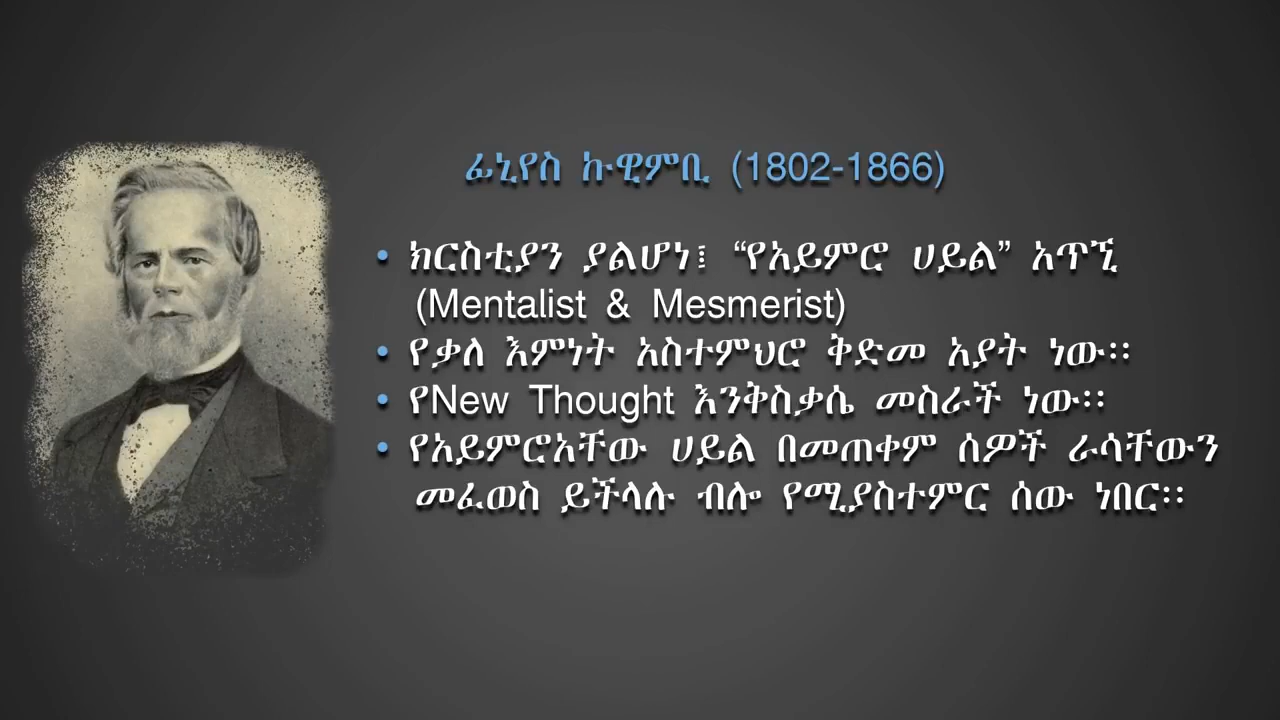 ፊኒየስ ኩዊምቢ (1802-1866)
• ክርስቲያን ያልሆነ፤ “የአይምሮ ሀይል” አጥኚ
(Mentalist & Mesmerist)
• የቃለ እምነት አስተምህሮ ቅድመ አያት ነው፡፡
• የNew Thought እንቅስቃሴ መስራች ነው፡፡
• የአይምሮአቸው ሀይል በመጠቀም ሰዎች ራሳቸውን
መፈወስ ይችላሉ ብሎ የሚያስተምር ሰው ነበር፡፡